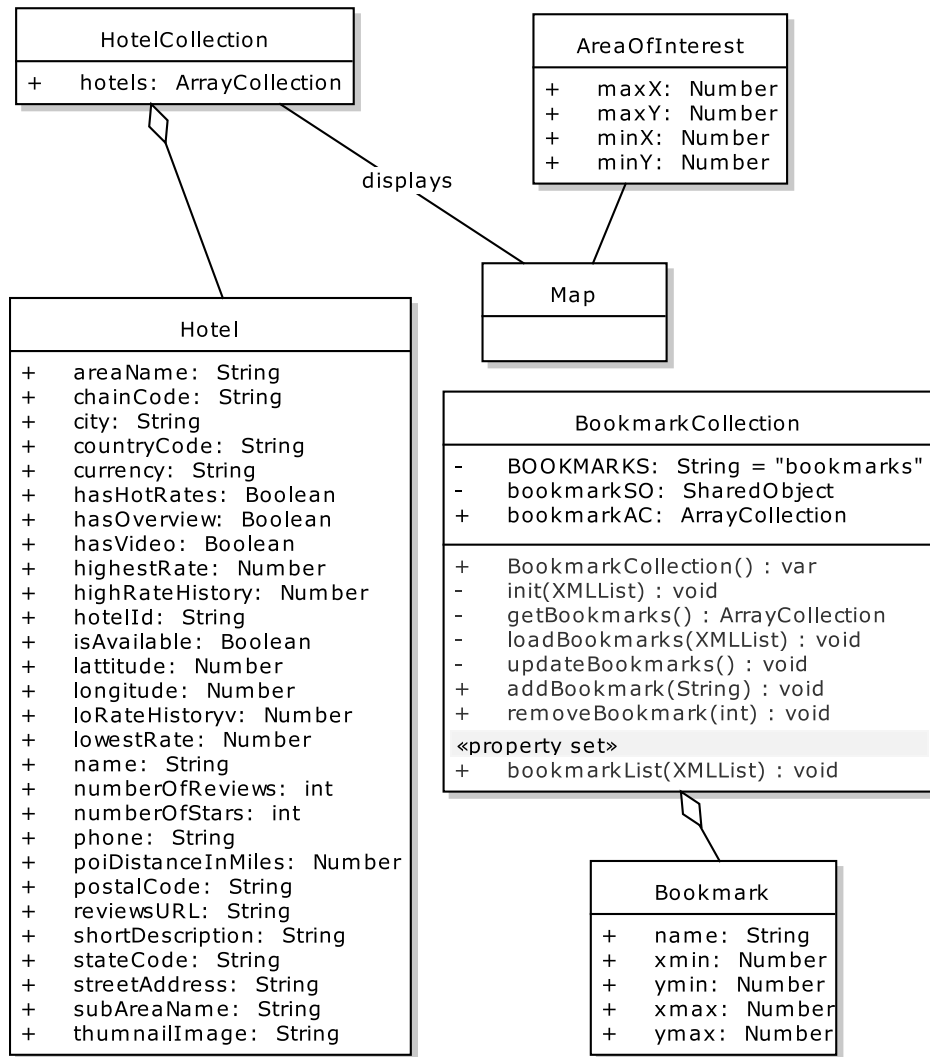 HotelCollection
+ hotels: ArrayCollection
AreaOfInterest
+ maxX: Number
+ maxY: Number
+ minX: Number
+ minY: Number
displays
Map
Hotel
+ areaName: String
+ chainCode: String
+ city: String
+ countryCode: String
+ currency: String
+ hasHotRates: Boolean
+ hasOverview: Boolean
+ hasVideo: Boolean
+ highestRate: Number
+ highRateHistory: Number
+ hotelId: String
+ isAvailable: Boolean
+ lattitude: Number
+ longitude: Number
+ loRateHistoryv: Number
+ lowestRate: Number
+ name: String
+ numberOfReviews: int
+ numberOfStars: int
+ phone: String
+ poiDistanceInMiles: Number
+ postalCode: String
+ reviewsURL: String
+ shortDescription: String
+ stateCode: String
+ streetAddress: String
+ subAreaName: String
+ thumnailImage: String
BookmarkCollection
- BOOKMARKS: String = "bookmarks"
- bookmarkSO: SharedObject
+ bookmarkAC: ArrayCollection
+ BookmarkCollection() : var
- init(XMLList) : void
- getBookmarks() : ArrayCollection
- loadBookmarks(XMLList) : void
- updateBookmarks() : void
+ addBookmark(String) : void
+ removeBookmark(int) : void
«property set»
+ bookmarkList(XMLList) : void
Bookmark
+ name: String
+ xmin: Number
+ ymin: Number
+ xmax: Number
+ ymax: Number